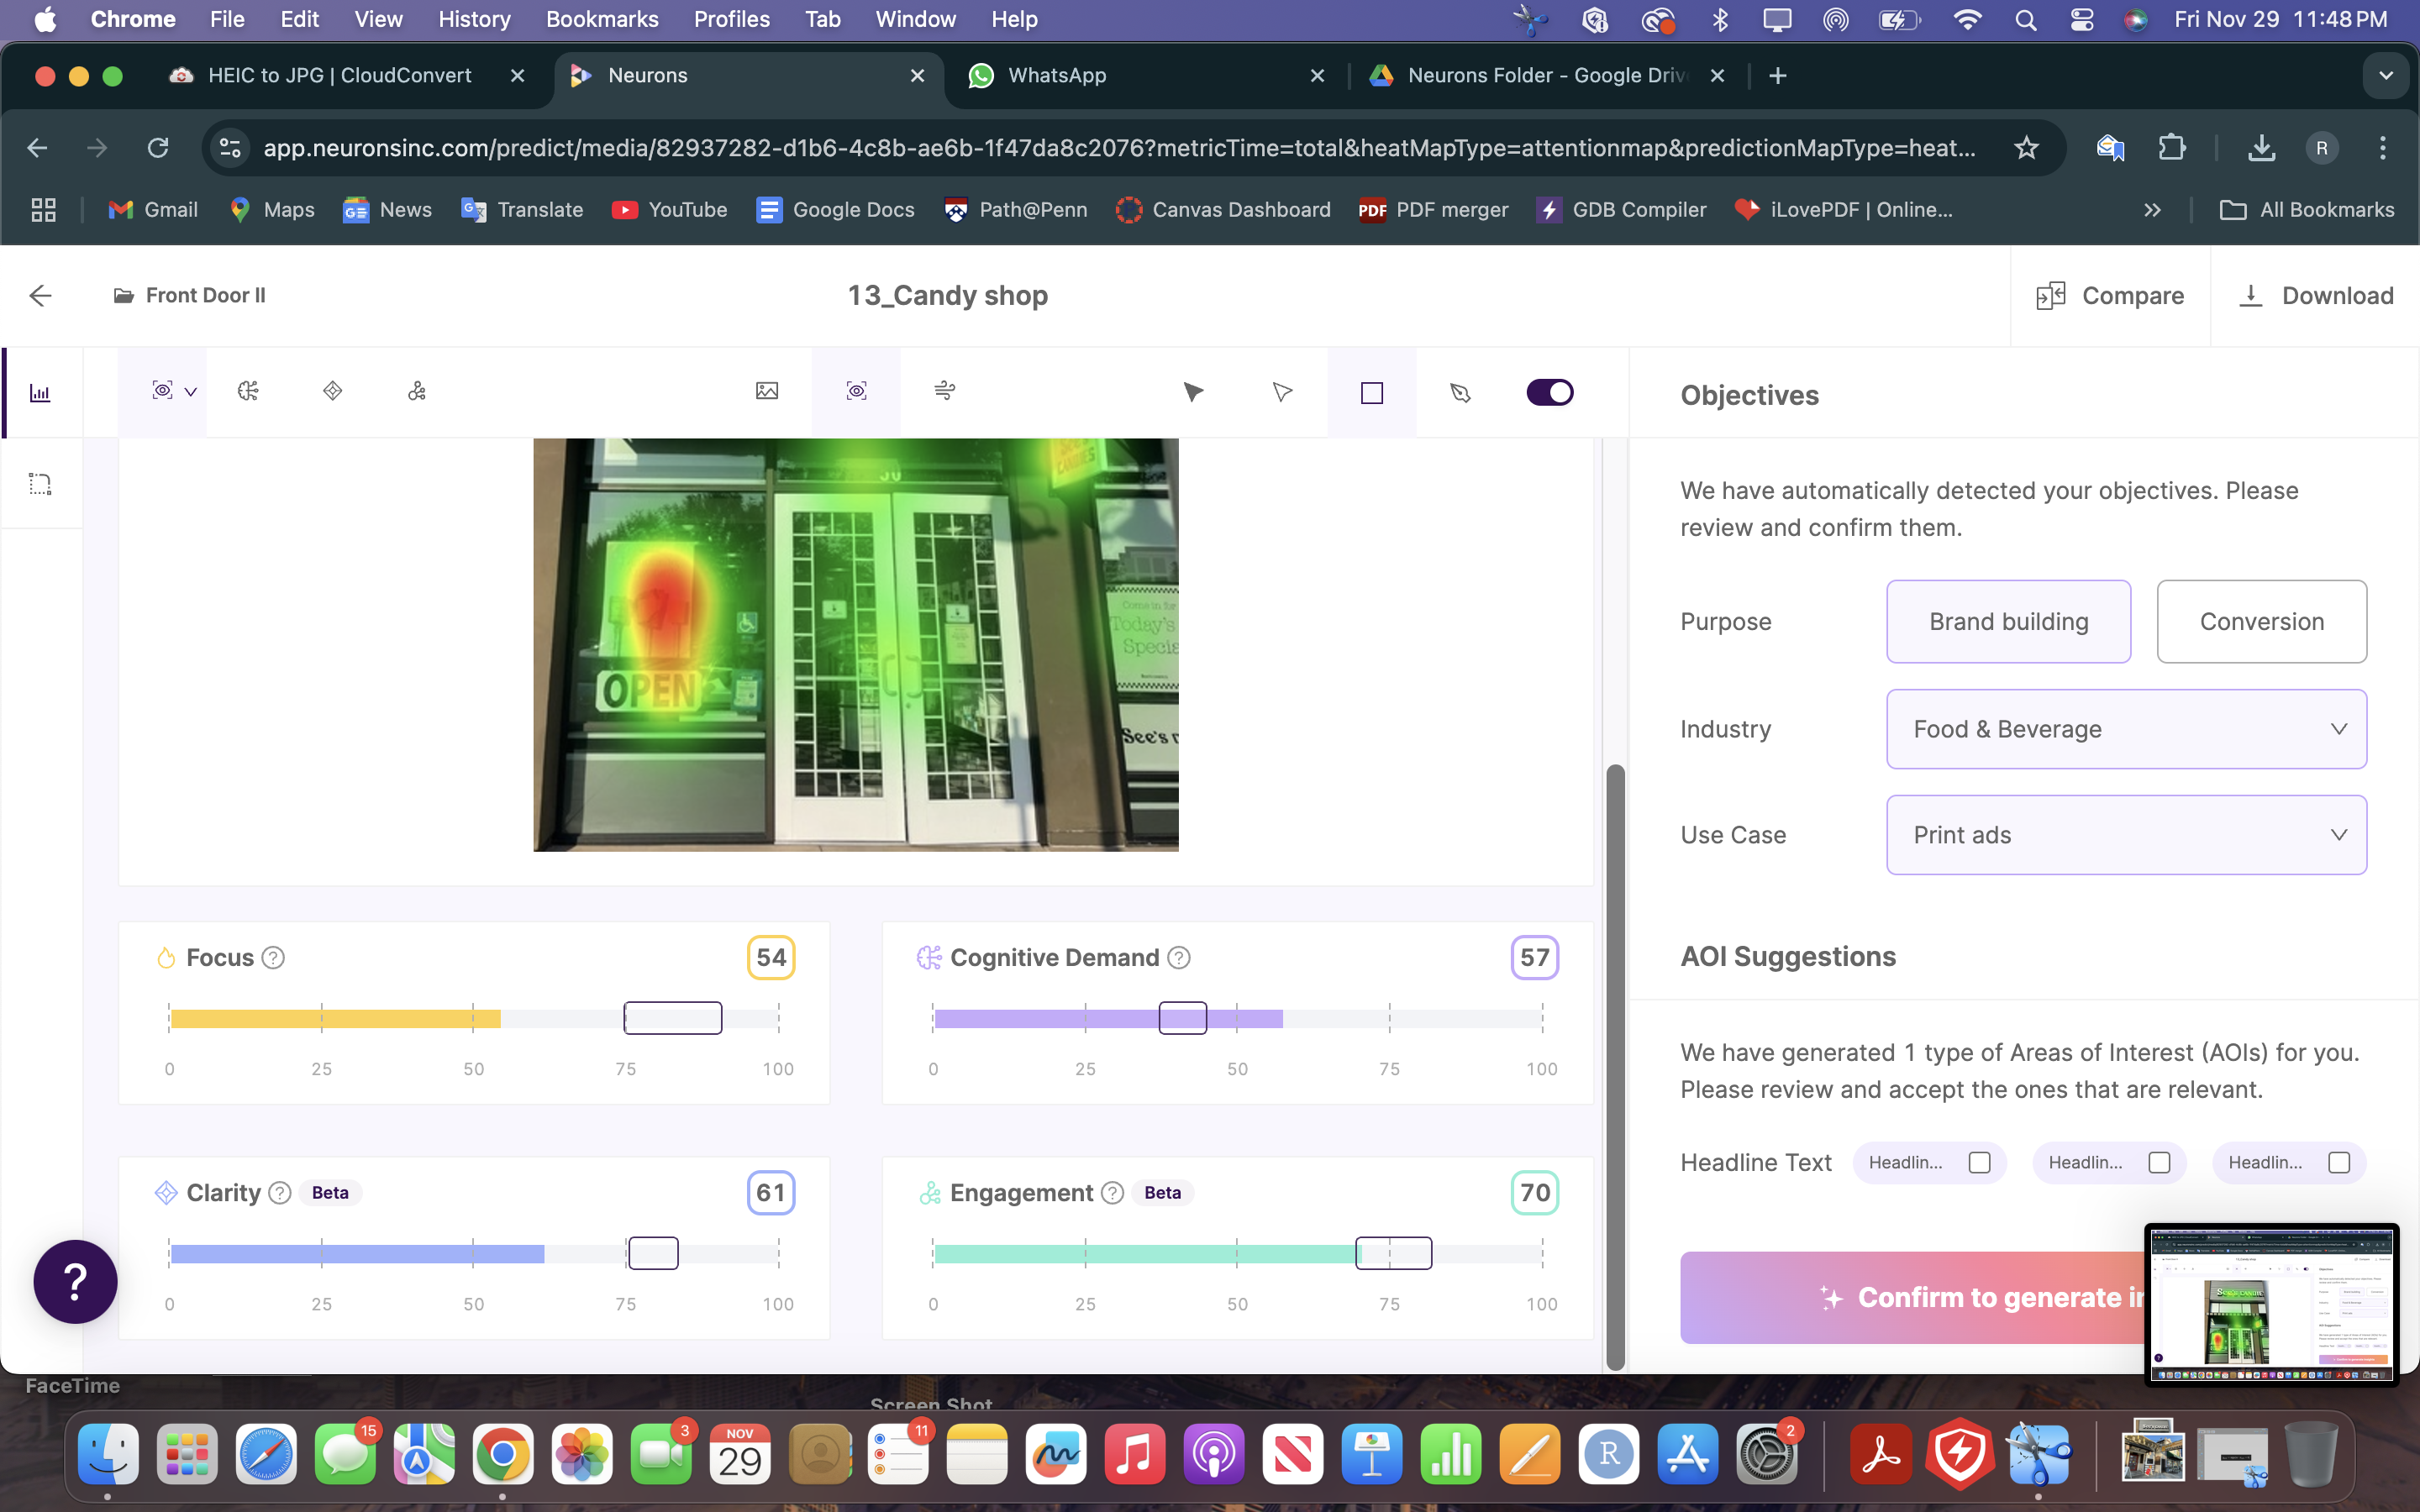 Chrome File Edit View History Bookmarks Profiles Tab Window Help Fri Nov 29 11:48 PM
HEIC to JPG | CloudConvert Neurons WhatsApp Neurons Folder - Google Driv
app.neuronsinc.com/predict/media/82937282-d1b6-4c8b-ae6b-1f47da8c2076?metricTime=total&heatMapType=attentionmap&predictionMapType=heat... R
Gmail Maps News Translate YouTube Google Docs Path@Penn Canvas Dashboard PDF PDF merger GDB Compiler iLovePDF | Online... All Bookmarks
Front Door II 13_Candy shop Compare Download
Objectives
We have automatically detected your objectives. Please
review and confirm them.
Purpose Brand building Conversion
Industry Food & Beverage
Use Case Print ads
CANDIES
30
Come in for
Today's
Specia
OPEN
See's
Focus ? 54
0 25 50 75 100
Cognitive Demand ? 57
0 25 50 75 100
Clarity ? Beta 61
0 25 50 75 100
Engagement ? Beta 70
0 25 50 75 100
AOI Suggestions
We have generated 1 type of Areas of Interest (AOIs) for you.
Please review and accept the ones that are relevant.
Headline Text Headlin... Headlin... Headlin...
Confirm to generate in
?
FaceTime
Screen Shot
15 3 NOV 29 11 R 2